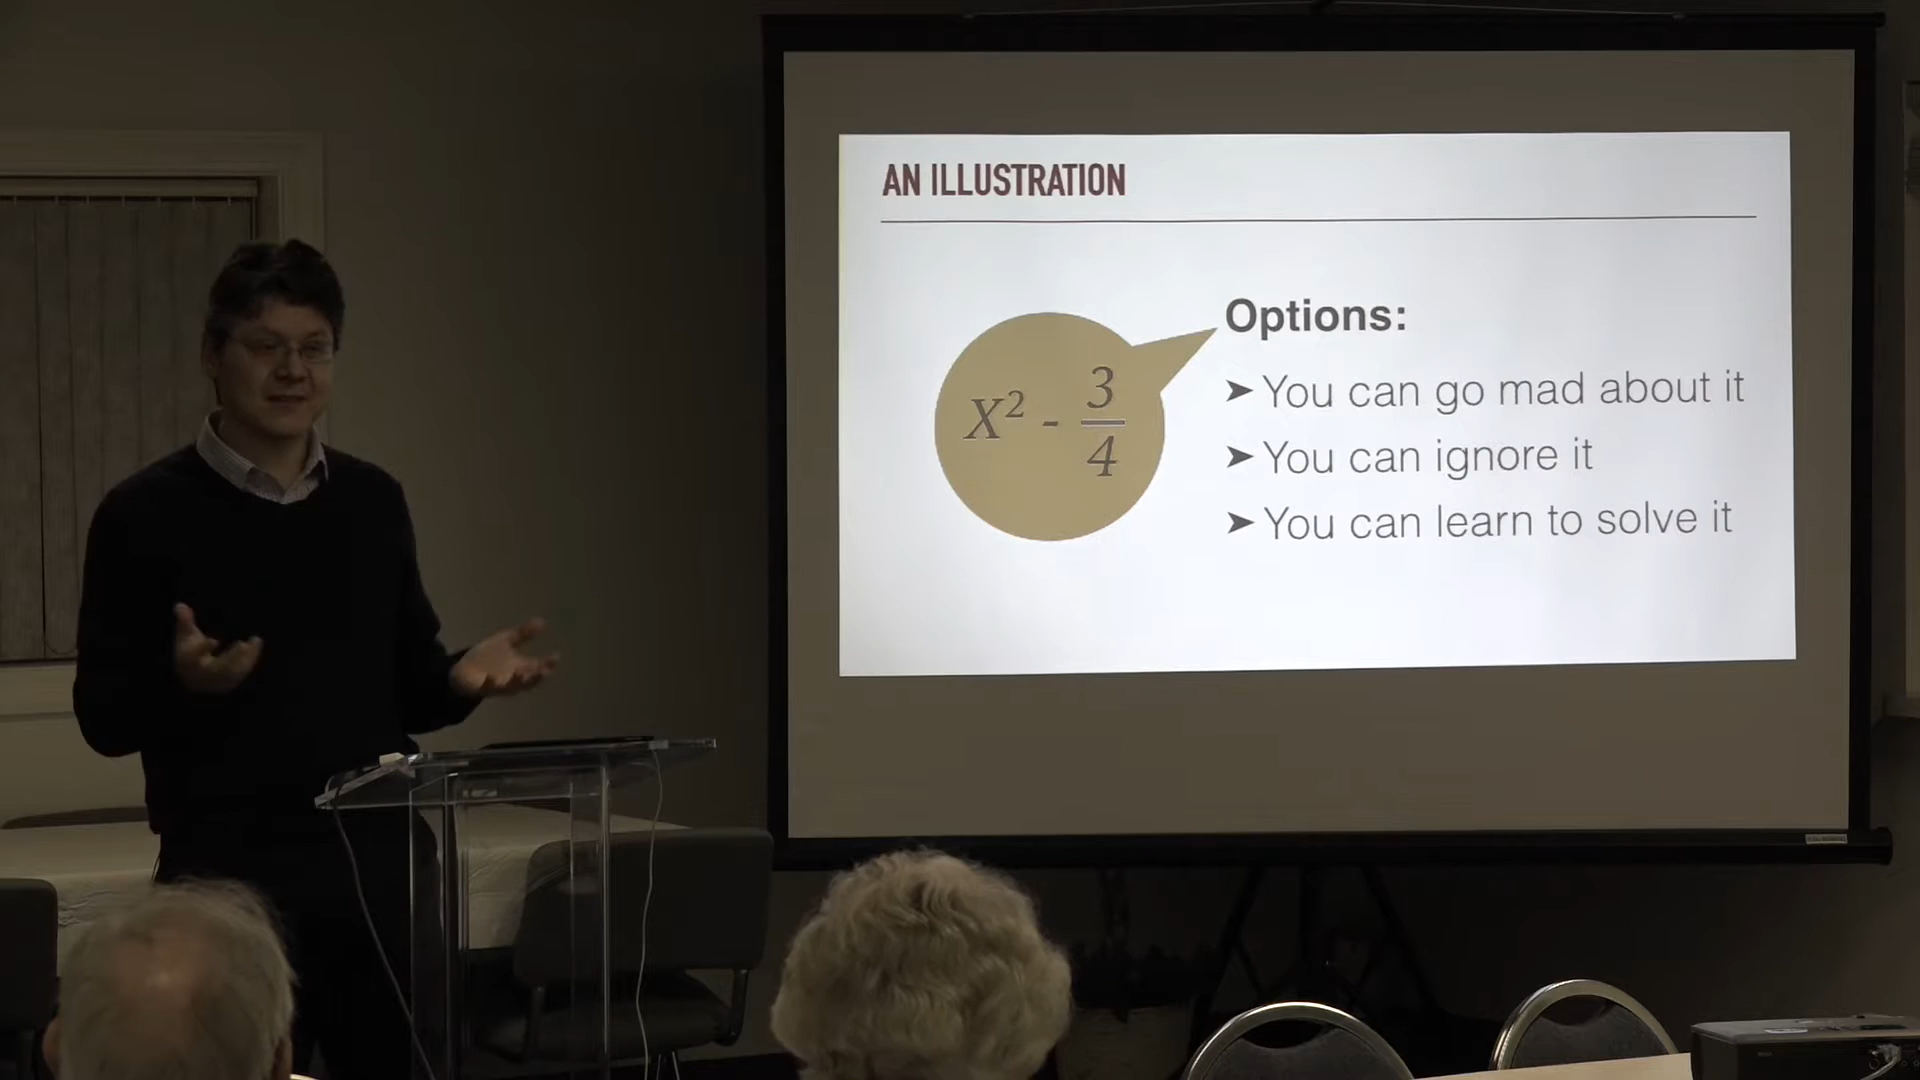 AN ILLUSTRATION
X² - 3/4
Options:
➤ You can go mad about it
➤ You can ignore it
➤ You can learn to solve it